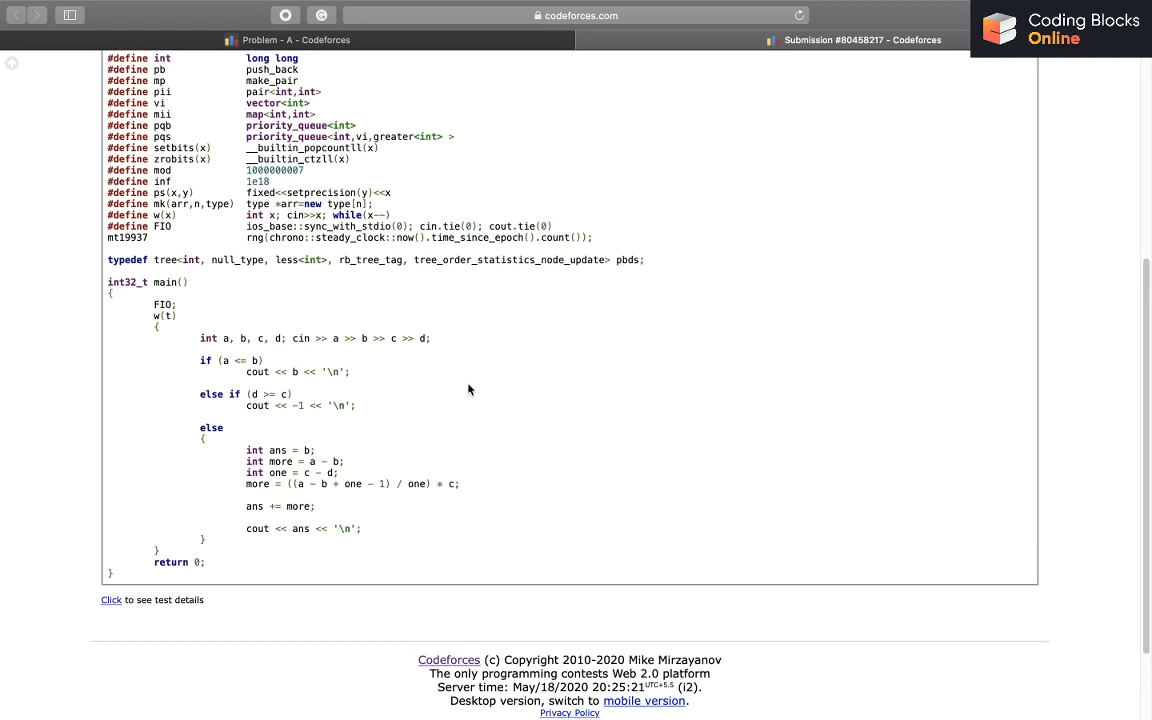 codeforces.com
Coding Blocks
Online
Problem - A - Codeforces
Submission #80458217 - Codeforces
#define int long long
#define pb push_back
#define mp make_pair
#define pii pair<int,int>
#define vi vector<int>
#define mii map<int,int>
#define pqb priority_queue<int>
#define pqs priority_queue<int,vi,greater<int> >
#define setbits(x) __builtin_popcountll(x)
#define zrobits(x) __builtin_ctzll(x)
#define mod 1000000007
#define inf 1e18
#define ps(x,y) fixed<<setprecision(y)<<x
#define mk(arr,n,type) type *arr=new type[n];
#define w(x) int x; cin>>x; while(x--)
#define FIO ios_base::sync_with_stdio(0); cin.tie(0); cout.tie(0)
mt19937 rng(chrono::steady_clock::now().time_since_epoch().count());
typedef tree<int, null_type, less<int>, rb_tree_tag, tree_order_statistics_node_update> pbds;
int32_t main()
{
FIO;
w(t)
{
int a, b, c, d; cin >> a >> b >> c >> d;
if (a <= b)
cout << b << '\n';
else if (d >= c)
cout << -1 << '\n';
else
{
int ans = b;
int more = a - b;
int one = c - d;
more = ((a - b + one - 1) / one) * c;
ans += more;
cout << ans << '\n';
}
}
return 0;
}
Click to see test details
Codeforces (c) Copyright 2010-2020 Mike Mirzayanov
The only programming contests Web 2.0 platform
Server time: May/18/2020 20:25:21 UTC+5.5 (i2).
Desktop version, switch to mobile version.
Privacy Policy